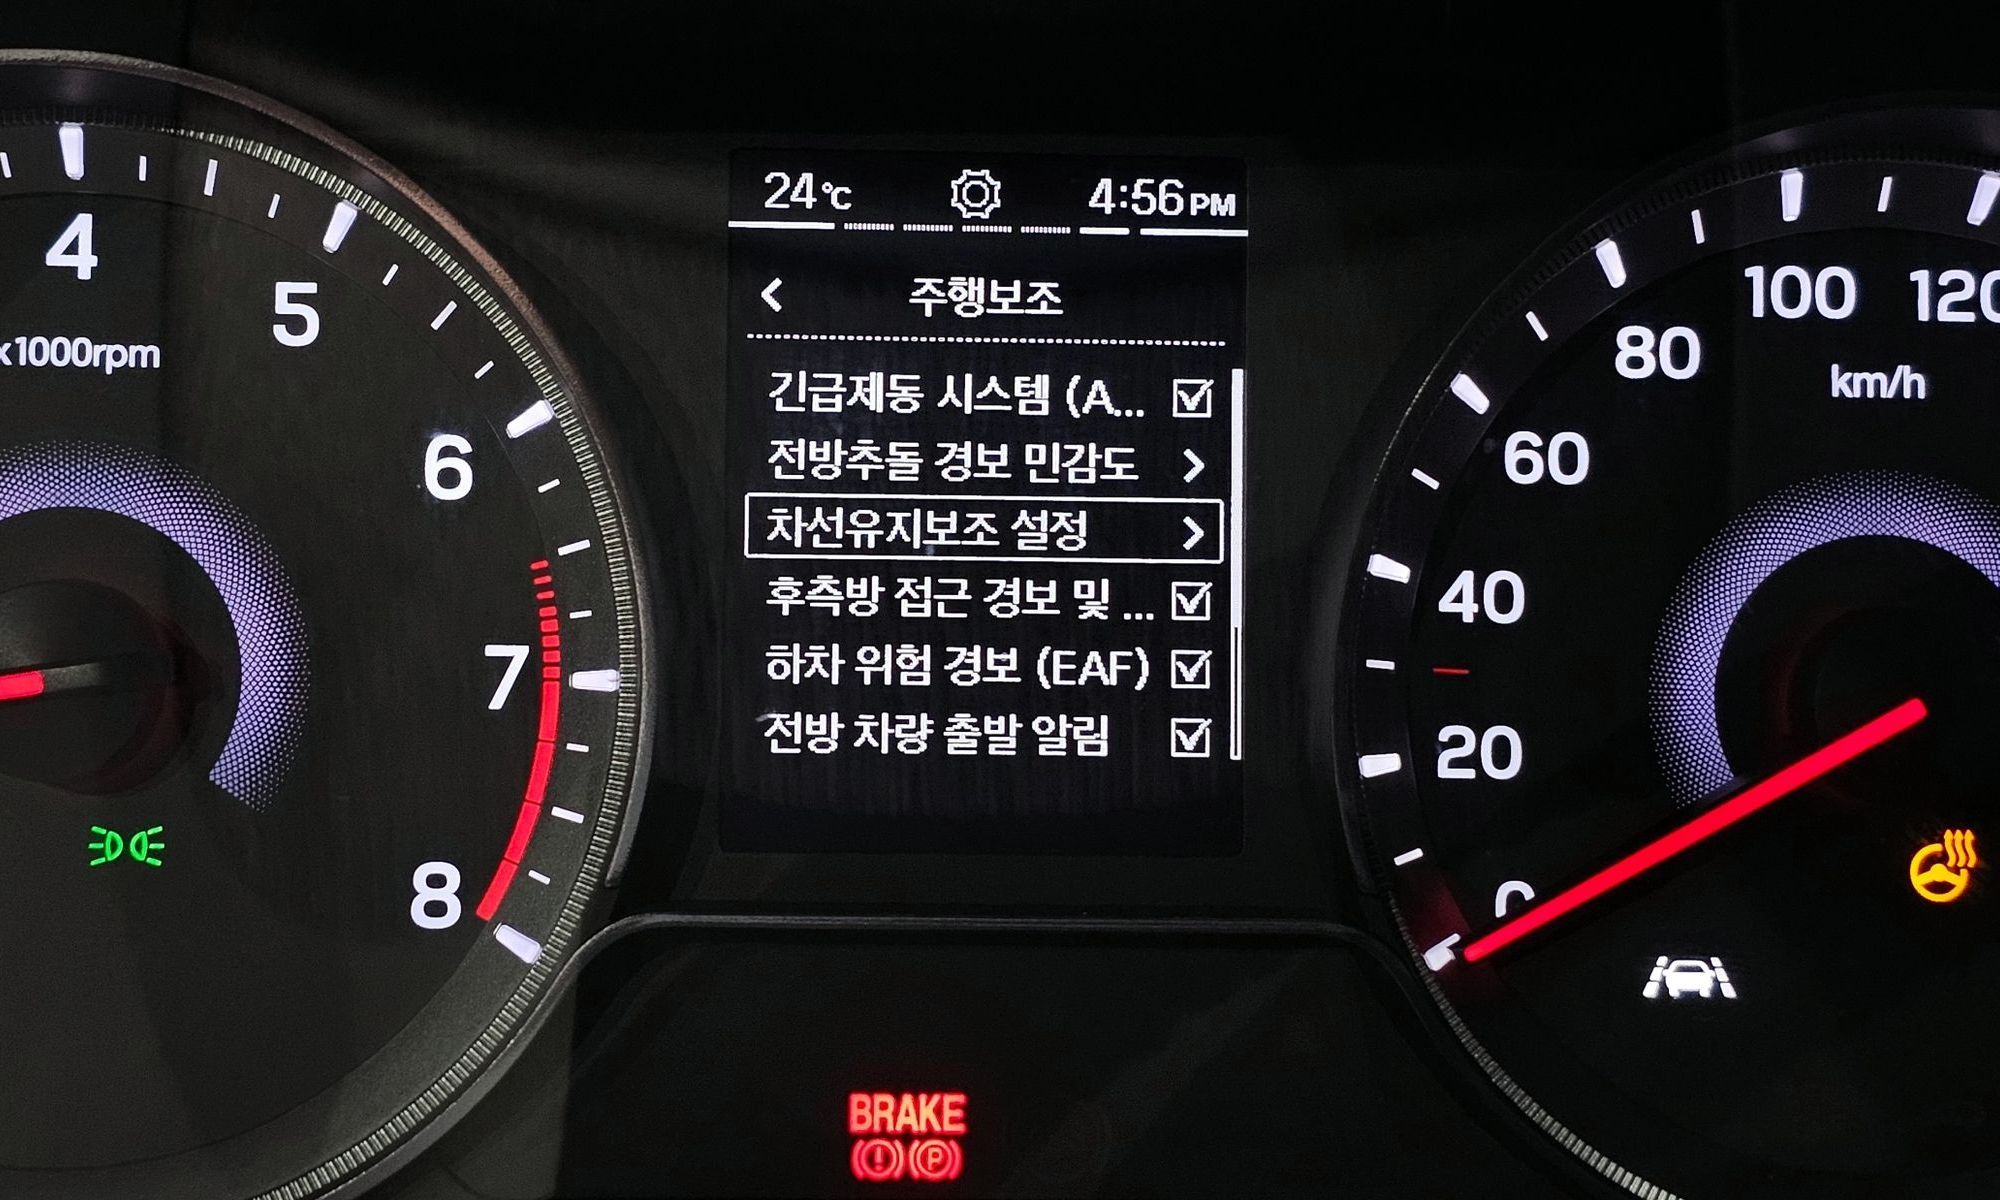 24℃ 4:56PM
주행보조
긴급제동 시스템 (A...
전방추돌 경보 민감도
차선유지보조 설정
후측방 접근 경보 및 ...
하차 위험 경보 (EAF)
전방 차량 출발 알림
4
5
x1000rpm
6
7
8
100 120
80
km/h
60
40
20
0
BRAKE
(!) (P)